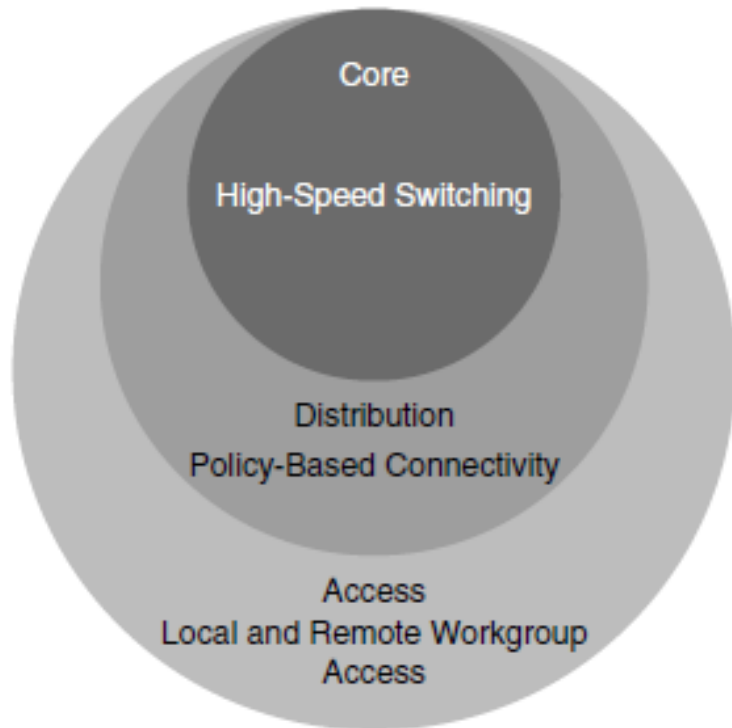 Core
High-Speed Switching
Distribution
Policy-Based Connectivity
Access
Local and Remote Workgroup
Access